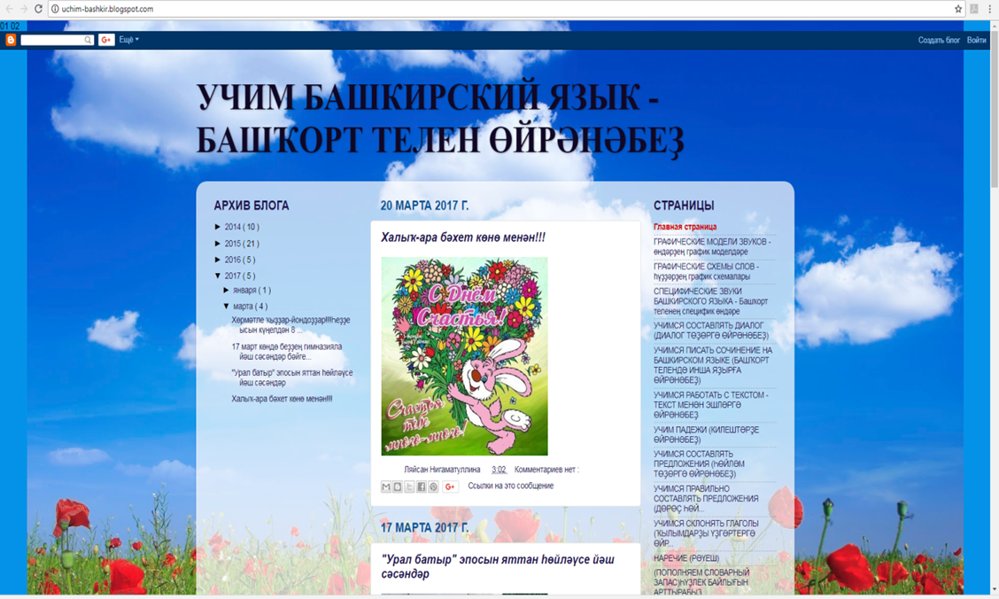 uchim-bashkir.blogspot.com
01 02
G+ Ещё
Создать блог Войти
УЧИМ БАШКИРСКИЙ ЯЗЫК -
БАШҠОРТ ТЕЛЕН ӨЙРӘНӘБЕҘ
АРХИВ БЛОГА
► 2014 ( 10 )
► 2015 ( 21 )
► 2016 ( 5 )
▼ 2017 ( 5 )
► января ( 1 )
▼ марта ( 4 )
Хөрмәтле ҡыҙҙар-йондоҙҙар!!!!һеҙҙе
ысын күңелдән 8 ...
17 март көндө беҙҙең гимназияла
йәш сәсәндәр бәйге...
"Урал батыр" эпосын яттан һөйләүсе
йәш сәсәндәр
Халыҡ-ара бәхет көнө менән!!!!
20 МАРТА 2017 Г.
Халыҡ-ара бәхет көнө менән!!!
С Днём
Счастья!
Счастья
тебе
много-много!
Ляйсан Нигаматуллина 3:02 Комментариев нет :
G+ Ссылки на это сообщение
17 МАРТА 2017 Г.
"Урал батыр" эпосын яттан һөйләүсе йәш
сәсәндәр
СТРАНИЦЫ
Главная страница
ГРАФИЧЕСКИЕ МОДЕЛИ ЗВУКОВ -
өндәрҙең график моделдәре
ГРАФИЧЕСКИЕ СХЕМЫ СЛОВ -
һүҙҙәрҙең график схемалары
СПЕЦИФИЧЕСКИЕ ЗВУКИ
БАШКИРСКОГО ЯЗЫКА - Башҡорт
теленең специфик өндәре
УЧИМСЯ СОСТАВЛЯТЬ ДИАЛОГ
(ДИАЛОГ ТӨҘӨРГӨ ӨЙРӘНӘБЕҘ)
УЧИМСЯ ПИСАТЬ СОЧИНЕНИЕ НА
БАШКИРСКОМ ЯЗЫКЕ (БАШҠОРТ
ТЕЛЕНДӘ ИНША ЯҘЫРҒА
ӨЙРӘНӘБЕҘ)
УЧИМСЯ РАБОТАТЬ С ТЕКСТОМ -
ТЕКСТ МЕНӘН ЭШЛӘРГӘ
ӨЙРӘНӘБЕҘ
УЧИМ ПАДЕЖИ (КИЛЕШТӘРҘЕ
ӨЙРӘНӘБЕҘ)
УЧИМСЯ СОСТАВЛЯТЬ
ПРЕДЛОЖЕНИЯ (ҺӨЙЛӘМ
ТӨҘӨРГӘ ӨЙРӘНӘБЕҘ)
УЧИМСЯ ПРАВИЛЬНО
СОСТАВЛЯТЬ ПРЕДЛОЖЕНИЯ
(ДӨРӨҪ ҺӨЙ...
УЧИМСЯ СКЛОНЯТЬ ГЛАГОЛЫ
(ҠЫЛЫМДАРҘЫ ҮҘГӘРТЕРГӘ
ӨЙР...
НАРЕЧИЕ (РӘҮЕШ)
(ПОПОЛНЯЕМ СЛОВАРНЫЙ
ЗАПАС)ҺҮҘЛЕК БАЙЛЫҒЫН
АРТТЫРАБЫҘ